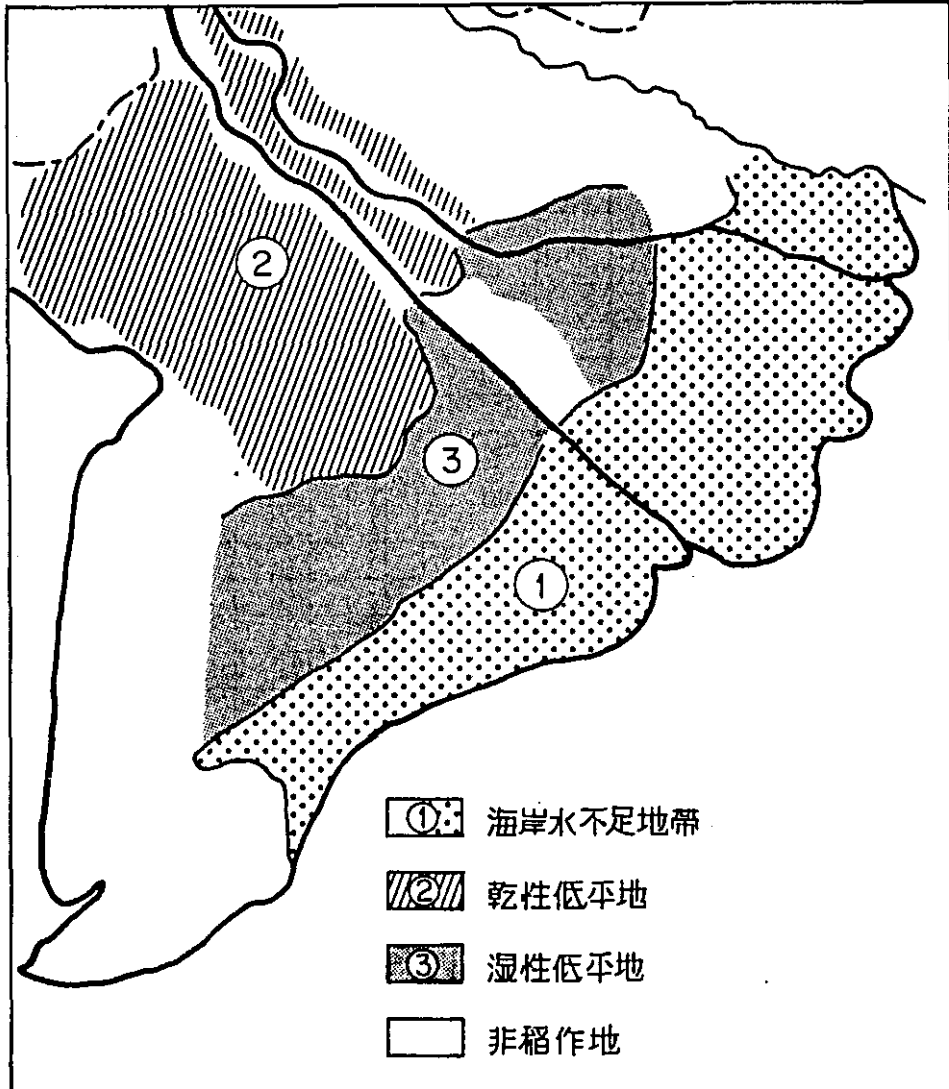 ②
③
①
① 海岸水不足地帯
② 乾性低平地
③ 湿性低平地
非稲作地